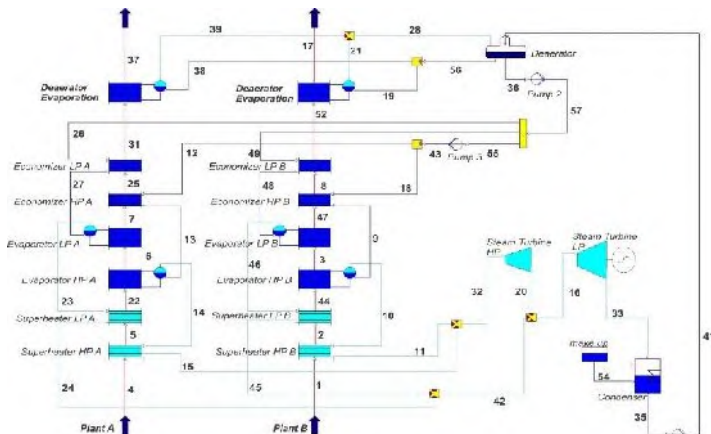 39
17
28
37
21
Deaerator
38
56
36
Deaerator
Evaporation
Deaerator
Evaporation
19
Pump 2
57
52
26
31
12
49
43
55
Pump 3
Economizer LP A
Economizer LP B
27
25
48
8
18
Economizer HP A
Economizer HP B
7
47
13
9
Evaporator LP A
Evaporator LP B
Steam Turbine
HP
Steam Turbine
LP
6
46
3
Evaporator HP A
Evaporator HP B
23
22
14
44
10
32
20
16
33
Superheater LP A
Superheater LP B
5
2
11
make up
Superheater HP A
Superheater HP B
15
54
24
4
45
1
42
Condenser
35
Plant A
Plant B